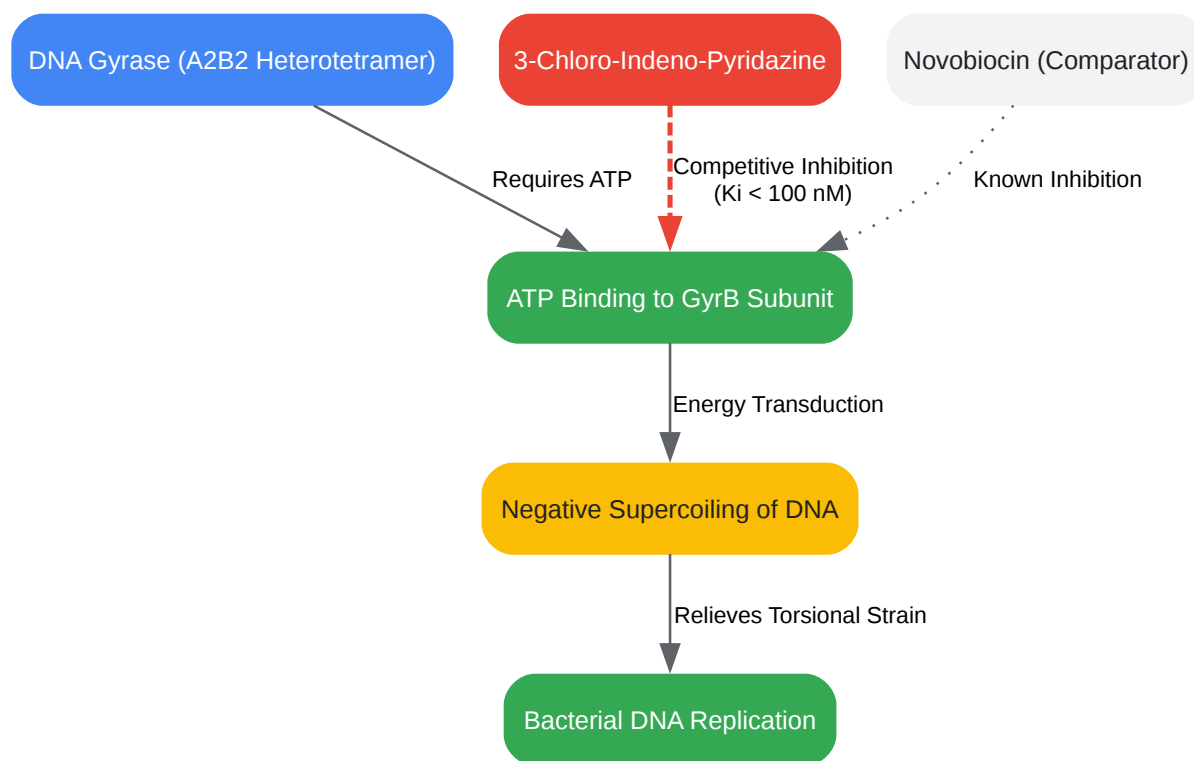 DNA Gyrase (A2B2 Heterotetramer)
3-Chloro-Indeno-Pyridazine
Novobiocin (Comparator)
Requires ATP
Competitive Inhibition
(Ki < 100 nM)
Known Inhibition
ATP Binding to GyrB Subunit
Energy Transduction
Negative Supercoiling of DNA
Relieves Torsional Strain
Bacterial DNA Replication